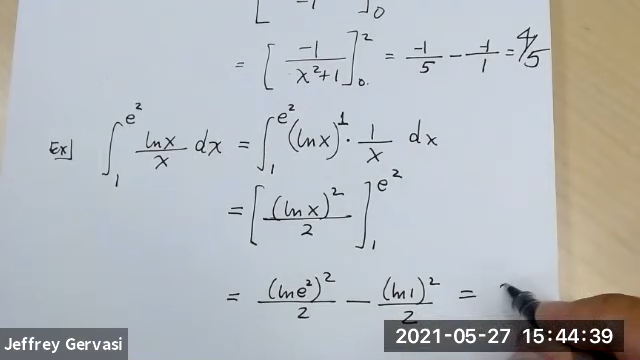 [ -1 ]₀
= [ -1/(x²+1) ]₀² = -1/5 - -1/1 = 4/5
Ex] ∫₁^(e²) lnx/x dx = ∫₁^(e²) (lnx)¹ · 1/x dx
= [ (lnx)²/2 ]₁^(e²)
= (lne²)²/2 - (ln1)²/2 =
Jeffrey Gervasi
2021-05-27 15:44:39